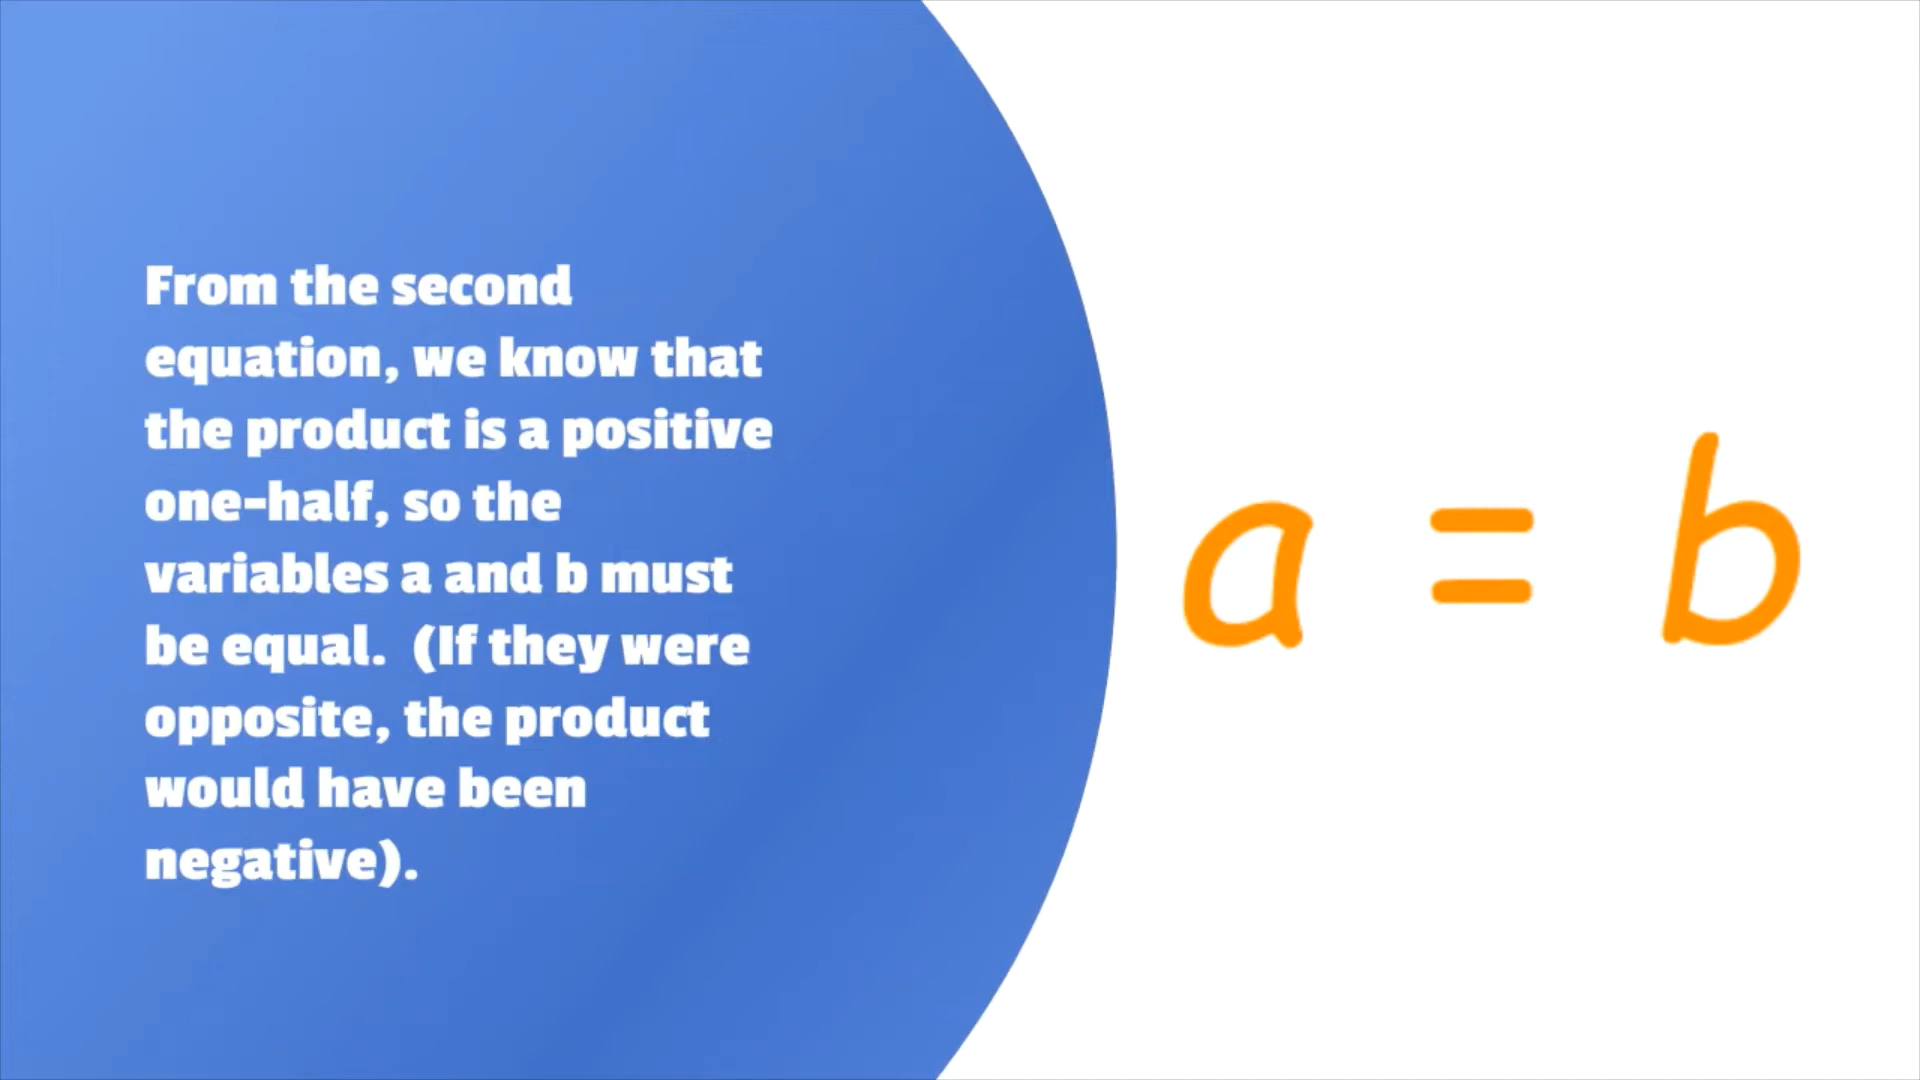 From the second
equation, we know that
the product is a positive
one-half, so the
variables a and b must
be equal.  (If they were
opposite, the product
would have been
negative).
a = b